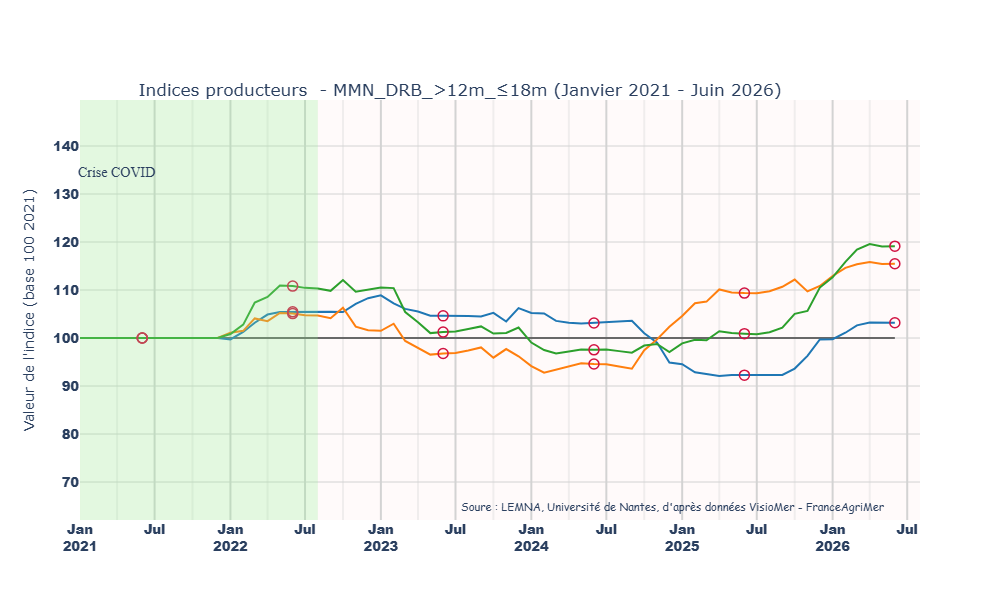 Indices producteurs - MMN_DRB_>12m_≤18m (Janvier 2021 - Juin 2026)
140
Crise COVID
130
120
110
100
90
80
70
Valeur de l'indice (base 100 2021)
Soure : LEMNA, Université de Nantes, d'après données VisioMer - FranceAgriMer
Jan Jul Jan Jul Jan Jul Jan Jul Jan Jul Jan Jul
2021 2022 2023 2024 2025 2026